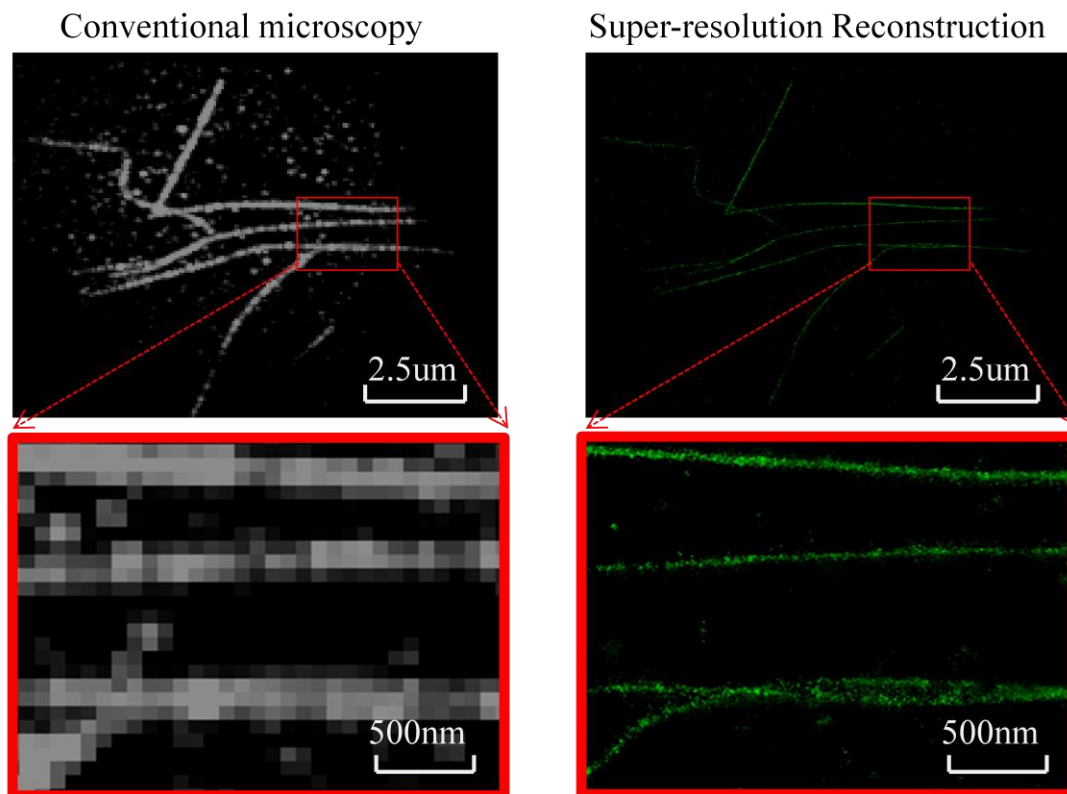 Conventional microscopy
Super-resolution Reconstruction
2.5um
2.5um
500nm
500nm